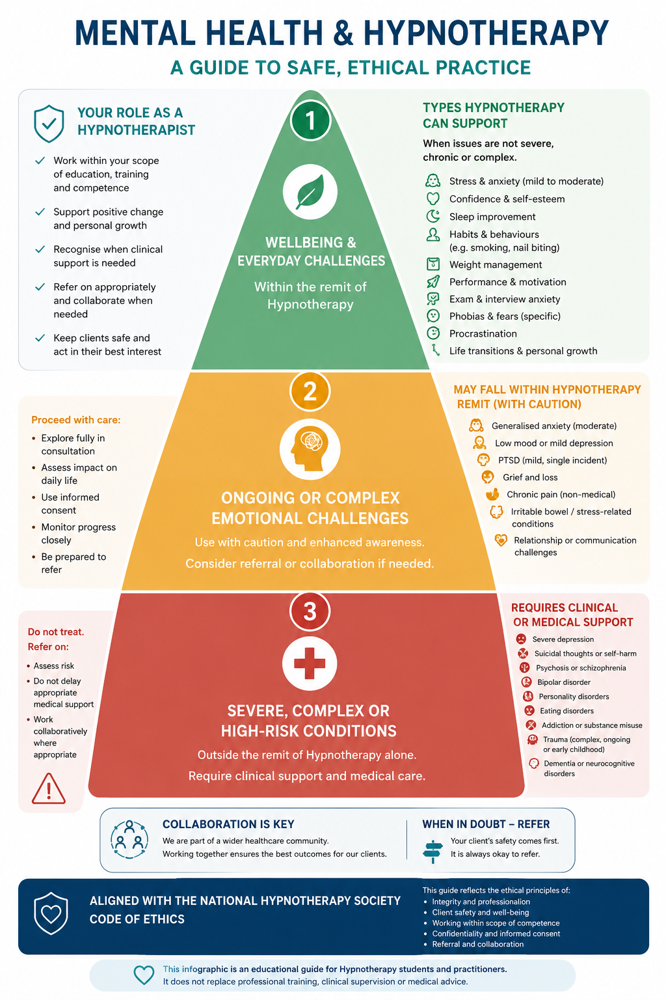 MENTAL HEALTH & HYPNOTHERAPY
A GUIDE TO SAFE, ETHICAL PRACTICE
YOUR ROLE AS A
HYPNOTHERAPIST
Work within your scope
of education, training
and competence
Support positive change
and personal growth
Recognise when clinical
support is needed
Refer on appropriately
and collaborate when
needed
Keep clients safe and
act in their best interest
1
WELLBEING &
EVERYDAY CHALLENGES
Within the remit of
Hypnotherapy
TYPES HYPNOTHERAPY
CAN SUPPORT
When issues are not severe,
chronic or complex.
Stress & anxiety (mild to moderate)
Confidence & self-esteem
Sleep improvement
Habits & behaviours
(e.g. smoking, nail biting)
Weight management
Performance & motivation
Exam & interview anxiety
Phobias & fears (specific)
Procrastination
Life transitions & personal growth
Proceed with care:
• Explore fully in
consultation
• Assess impact on
daily life
• Use informed
consent
• Monitor progress
closely
• Be prepared to
refer
2
ONGOING OR COMPLEX
EMOTIONAL CHALLENGES
Use with caution and enhanced awareness.
Consider referral or collaboration if needed.
MAY FALL WITHIN HYPNOTHERAPY
REMIT (WITH CAUTION)
Generalised anxiety (moderate)
Low mood or mild depression
PTSD (mild, single incident)
Grief and loss
Chronic pain (non-medical)
Irritable bowel / stress-related
conditions
Relationship or communication
challenges
Do not treat.
Refer on:
• Assess risk
• Do not delay
appropriate
medical support
• Work
collaboratively
where
appropriate
3
SEVERE, COMPLEX OR
HIGH-RISK CONDITIONS
Outside the remit of Hypnotherapy alone.
Require clinical support and medical care.
REQUIRES CLINICAL
OR MEDICAL SUPPORT
Severe depression
Suicidal thoughts or self-harm
Psychosis or schizophrenia
Bipolar disorder
Personality disorders
Eating disorders
Addiction or substance misuse
Trauma (complex, ongoing
or early childhood)
Dementia or neurocognitive
disorders
COLLABORATION IS KEY
We are part of a wider healthcare community.
Working together ensures the best outcomes for our clients.
WHEN IN DOUBT – REFER
Your client's safety comes first.
It is always okay to refer.
ALIGNED WITH THE NATIONAL HYPNOTHERAPY SOCIETY
CODE OF ETHICS
This guide reflects the ethical principles of:
• Integrity and professionalion
• Client safety and well-being
• Working within scope of competence
• Confidentiality and informed consent
• Referral and collaboration
This infographic is an educational guide for Hypnotherapy students and practitioners.
It does not replace professional training, clinical supervision or medical advice.